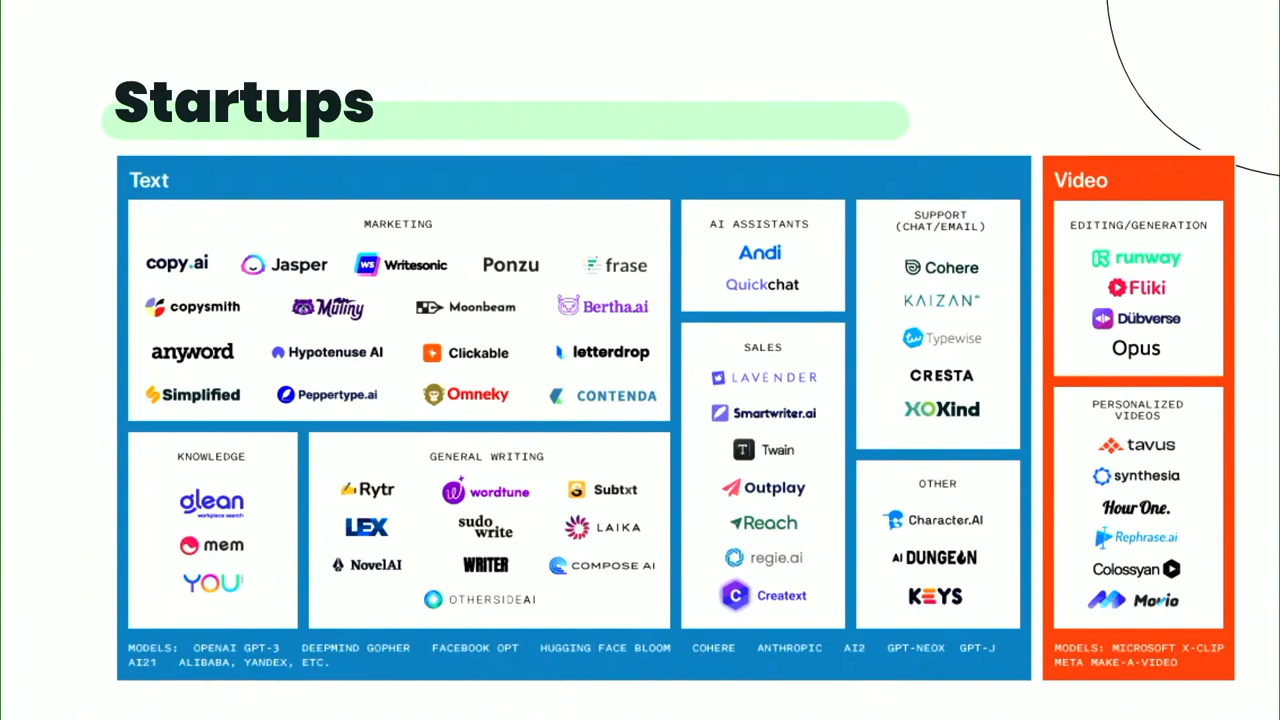 Startups
Text
MARKETING
copy.ai Jasper WS Writesonic Ponzu frase
copysmith Mutiny Moonbeam Bertha.ai
anyword Hypotenuse AI Clickable letterdrop
Simplified Peppertype.ai Omneky CONTENDA
KNOWLEDGE
glean
workplace search
mem
YOU
GENERAL WRITING
Rytr wordtune Subtxt
LEX sudo write LAIKA
NovelAI WRITER COMPOSE AI
OTHERSIDEAI
AI ASSISTANTS
Andi
Quickchat
SALES
LAVENDER
Smartwriter.ai
T Twain
Outplay
Reach
regie.ai
C Creatext
SUPPORT
(CHAT/EMAIL)
Cohere
KAIZAN
tw Typewise
CRESTA
XOKind
OTHER
Character.AI
AI DUNGEON
KEYS
MODELS: OPENAI GPT-3 DEEPMIND GOPHER FACEBOOK OPT HUGGING FACE BLOOM COHERE ANTHROPIC AI2 GPT-NEOX GPT-J
AI21 ALIBABA, YANDEX, ETC.
Video
EDITING/GENERATION
runway
Fliki
Dübverse
Opus
PERSONALIZED
VIDEOS
tavus
synthesia
Hour One.
Rephrase.ai
Colossyan
Movio
MODELS: MICROSOFT X-CLIP
META MAKE-A-VIDEO